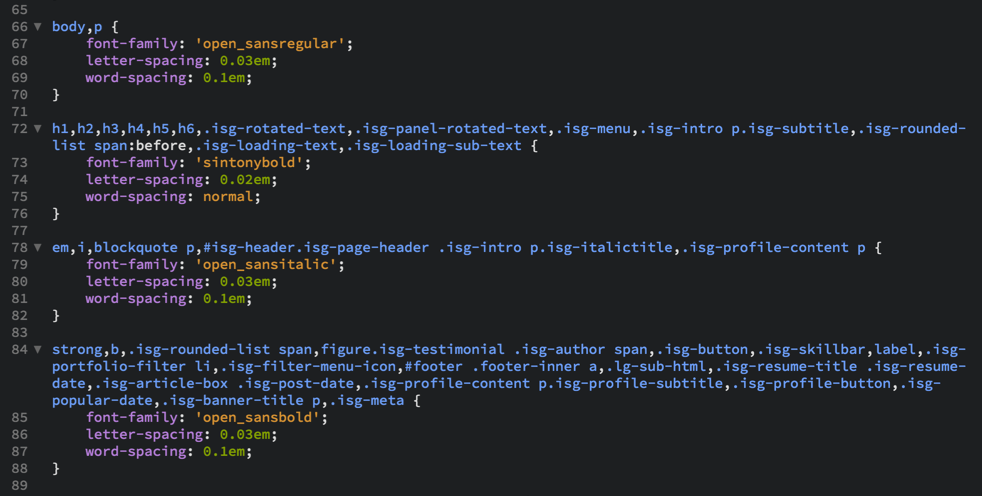 65
66 ▼ body,p {
67 font-family: 'open_sansregular';
68 letter-spacing: 0.03em;
69 word-spacing: 0.1em;
70 }
71
72 ▼ h1,h2,h3,h4,h5,h6,.isg-rotated-text,.isg-panel-rotated-text,.isg-menu,.isg-intro p.isg-subtitle,.isg-rounded-
list span:before,.isg-loading-text,.isg-loading-sub-text {
73 font-family: 'sintonybold';
74 letter-spacing: 0.02em;
75 word-spacing: normal;
76 }
77
78 ▼ em,i,blockquote p,#isg-header.isg-page-header .isg-intro p.isg-italictitle,.isg-profile-content p {
79 font-family: 'open_sansitalic';
80 letter-spacing: 0.03em;
81 word-spacing: 0.1em;
82 }
83
84 ▼ strong,b,.isg-rounded-list span,figure.isg-testimonial .isg-author span,.isg-button,.isg-skillbar,label,.isg-
portfolio-filter li,.isg-filter-menu-icon,#footer .footer-inner a,.lg-sub-html,.isg-resume-title .isg-resume-
date,.isg-article-box .isg-post-date,.isg-profile-content p.isg-profile-subtitle,.isg-profile-button,.isg-
popular-date,.isg-banner-title p,.isg-meta {
85 font-family: 'open_sansbold';
86 letter-spacing: 0.03em;
87 word-spacing: 0.1em;
88 }
89